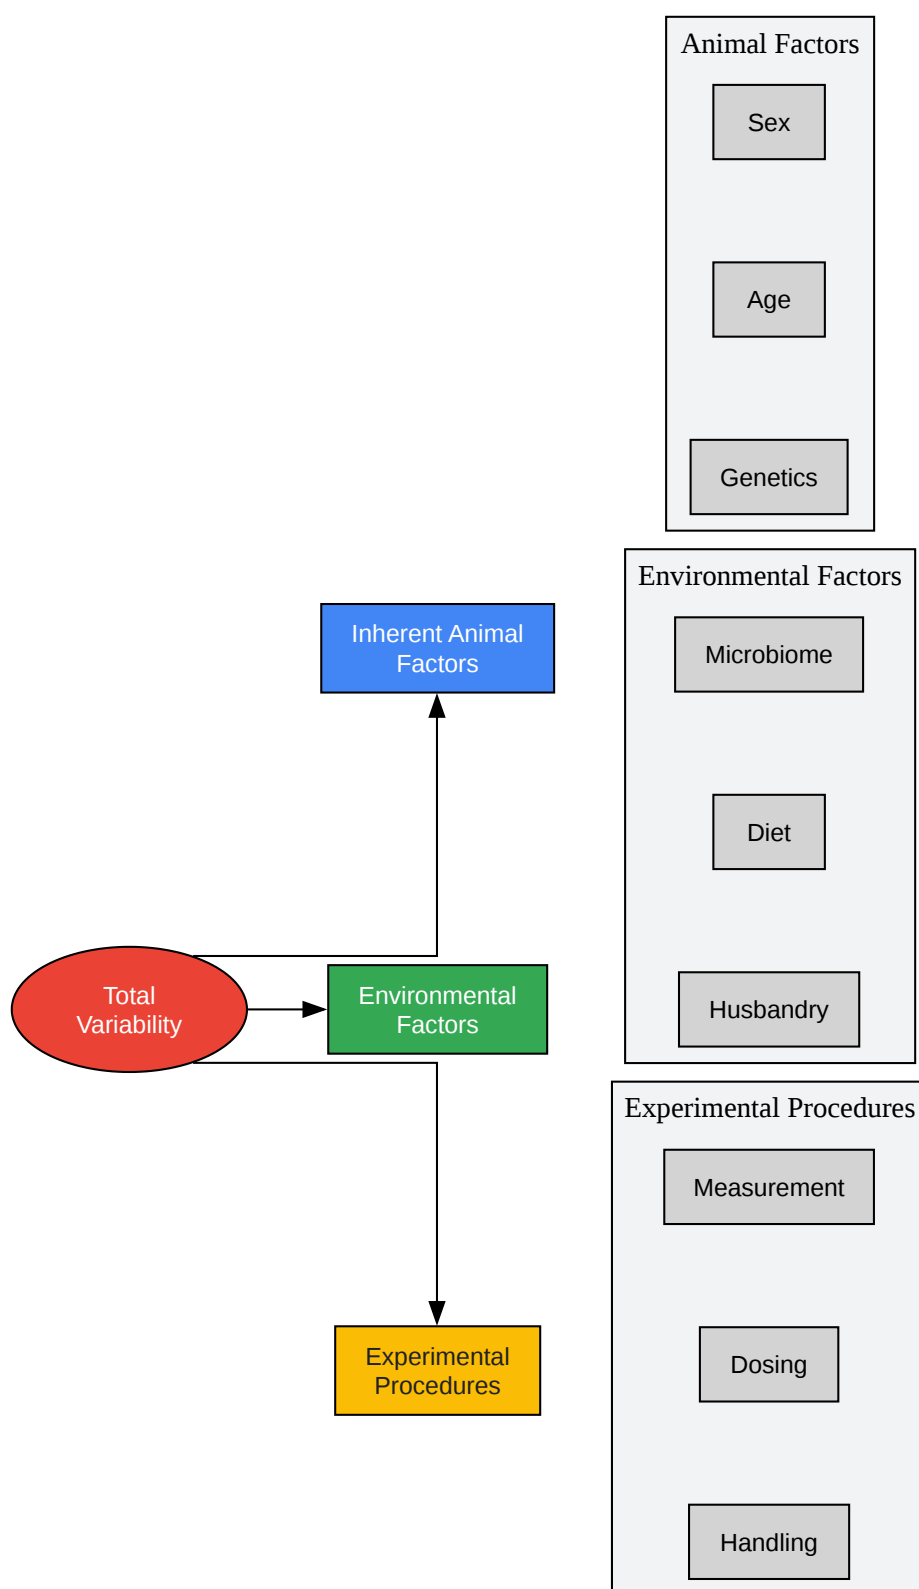 Animal Factors
Sex
Age
Genetics
Environmental Factors
Microbiome
Diet
Husbandry
Experimental Procedures
Measurement
Dosing
Handling
Inherent Animal
Factors
Total
Variability
Environmental
Factors
Experimental
Procedures